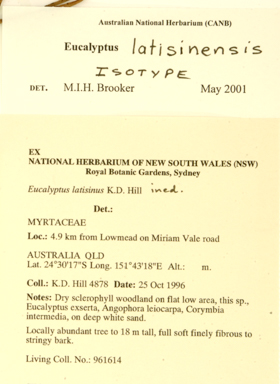 Australian National Herbarium (CANB)
Eucalyptus latisinensis
ISOTYPE
DET. M.I.H. Brooker May 2001
EX
NATIONAL HERBARIUM OF NEW SOUTH WALES (NSW)
Royal Botanic Gardens, Sydney
Eucalyptus latisinus K.D. Hill ined.
Det.:
MYRTACEAE
Loc.: 4.9 km from Lowmead on Miriam Vale road
AUSTRALIA QLD
Lat. 24°30'17"S Long. 151°43'18"E Alt.: m.
Coll.: K.D. Hill 4878 Date: 25 Oct 1996
Notes: Dry sclerophyll woodland on flat low area, this sp.,
Eucalyptus exserta, Angophora leiocarpa, Corymbia
intermedia, on deep white sand.
Locally abundant tree to 18 m tall, full soft finely fibrous to
stringy bark.
Living Coll. No.: 961614